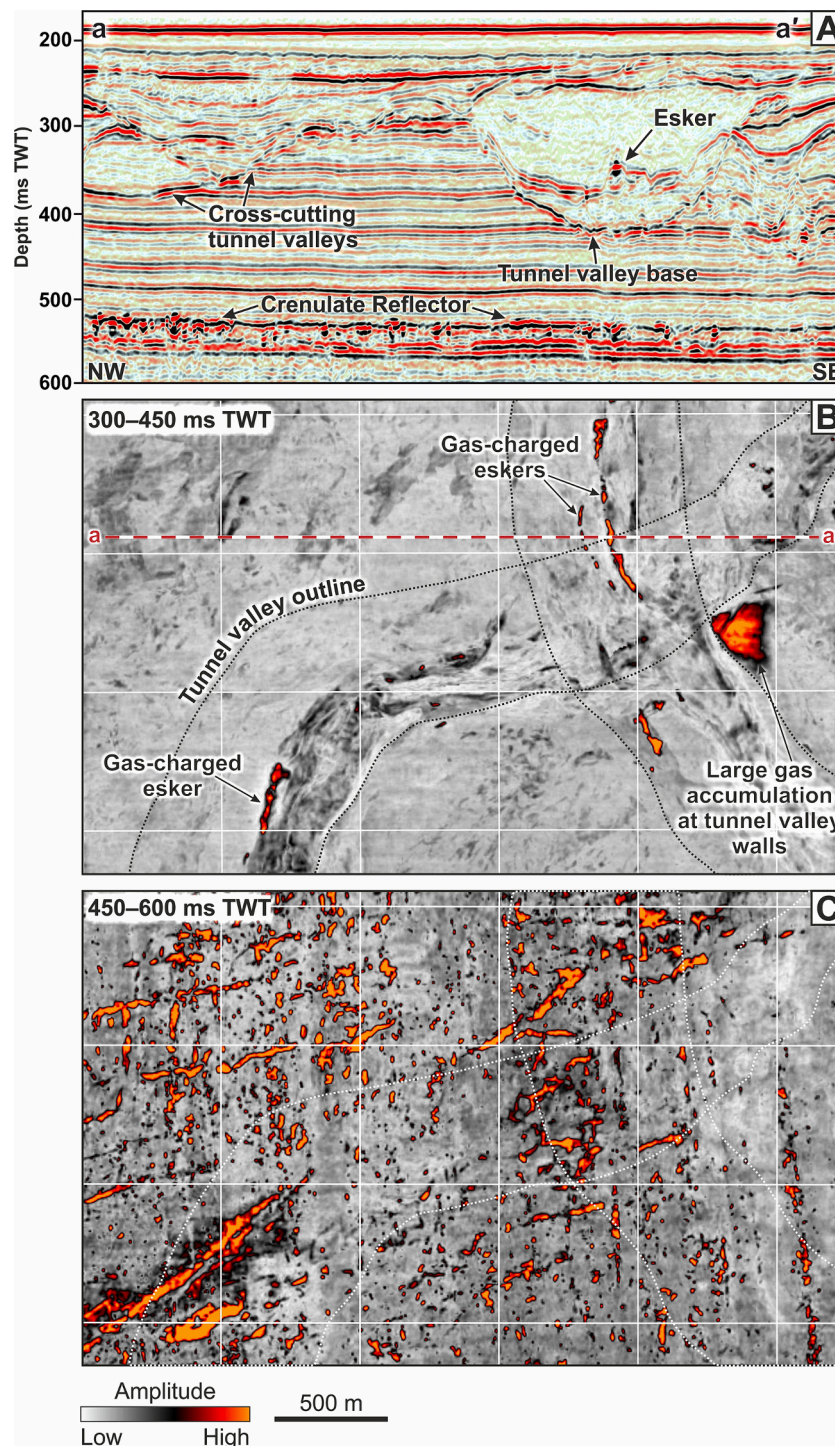 a
a′
A
200
300
400
500
600
Depth (ms TWT)
Esker
Cross-cutting
tunnel valleys
Tunnel valley base
Crenulate Reflector
NW
SE
300–450 ms TWT
B
Gas-charged
eskers
a
a
Tunnel valley outline
Gas-charged
esker
Large gas
accumulation
at tunnel valley
walls
450–600 ms TWT
C
Amplitude
Low
High
500 m